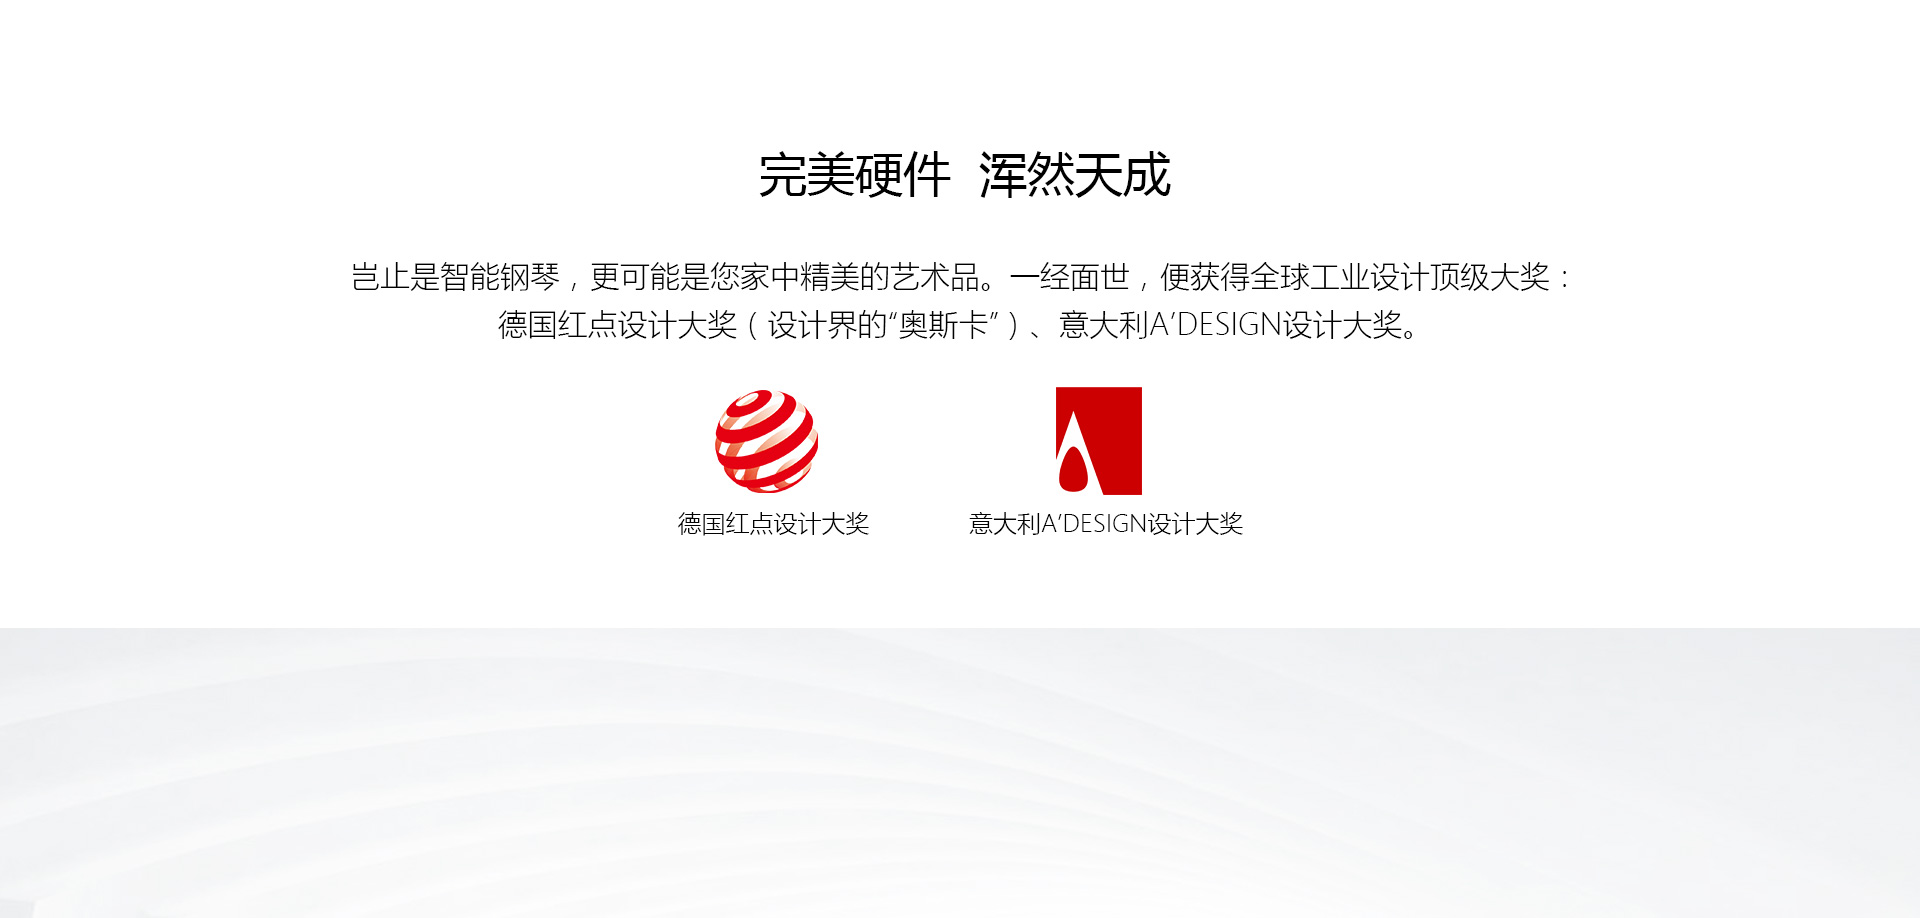 完美硬件 浑然天成
岂止是智能钢琴，更可能是您家中精美的艺术品。一经面世，便获得全球工业设计顶级大奖：
德国红点设计大奖（设计界的“奥斯卡”）、意大利A’DESIGN设计大奖。
德国红点设计大奖
意大利A’DESIGN设计大奖